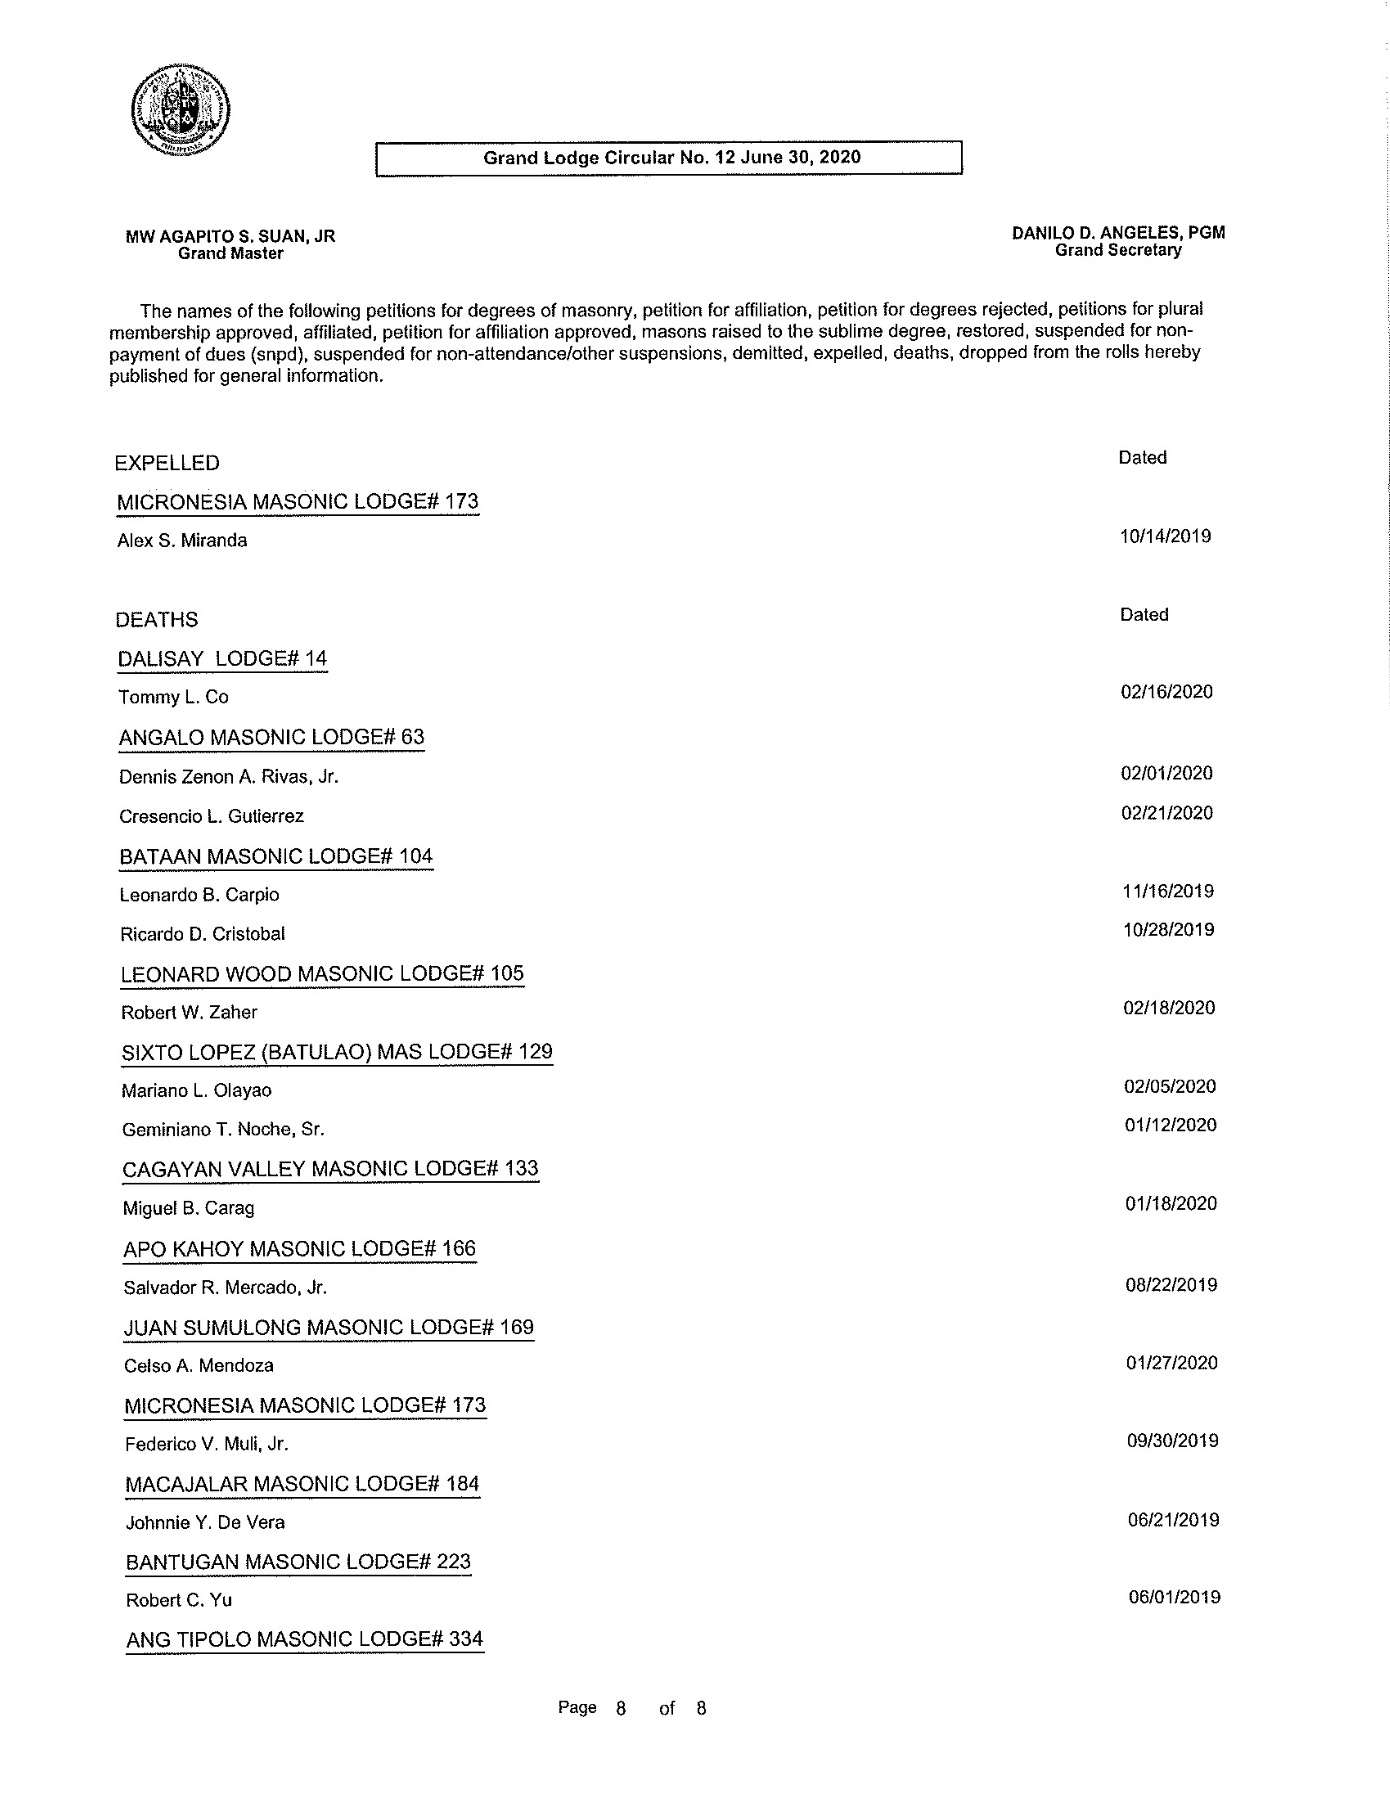 PHILIPPINES
Grand Lodge Circular No. 12 June 30, 2020
MW AGAPITO S. SUAN, JR
Grand Master
DANILO D. ANGELES, PGM
Grand Secretary
The names of the following petitions for degrees of masonry, petition for affiliation, petition for degrees rejected, petitions for plural
membership approved, affiliated, petition for affiliation approved, masons raised to the sublime degree, restored, suspended for non-
payment of dues (snpd), suspended for non-attendance/other suspensions, demitted, expelled, deaths, dropped from the rolls hereby
published for general information.
EXPELLED Dated
MICRONESIA MASONIC LODGE# 173
Alex S. Miranda 10/14/2019
DEATHS Dated
DALISAY LODGE# 14
Tommy L. Co 02/16/2020
ANGALO MASONIC LODGE# 63
Dennis Zenon A. Rivas, Jr. 02/01/2020
Cresencio L. Gutierrez 02/21/2020
BATAAN MASONIC LODGE# 104
Leonardo B. Carpio 11/16/2019
Ricardo D. Cristobal 10/28/2019
LEONARD WOOD MASONIC LODGE# 105
Robert W. Zaher 02/18/2020
SIXTO LOPEZ (BATULAO) MAS LODGE# 129
Mariano L. Olayao 02/05/2020
Geminiano T. Noche, Sr. 01/12/2020
CAGAYAN VALLEY MASONIC LODGE# 133
Miguel B. Carag 01/18/2020
APO KAHOY MASONIC LODGE# 166
Salvador R. Mercado, Jr. 08/22/2019
JUAN SUMULONG MASONIC LODGE# 169
Celso A. Mendoza 01/27/2020
MICRONESIA MASONIC LODGE# 173
Federico V. Muli, Jr. 09/30/2019
MACAJALAR MASONIC LODGE# 184
Johnnie Y. De Vera 06/21/2019
BANTUGAN MASONIC LODGE# 223
Robert C. Yu 06/01/2019
ANG TIPOLO MASONIC LODGE# 334
Page 8 of 8